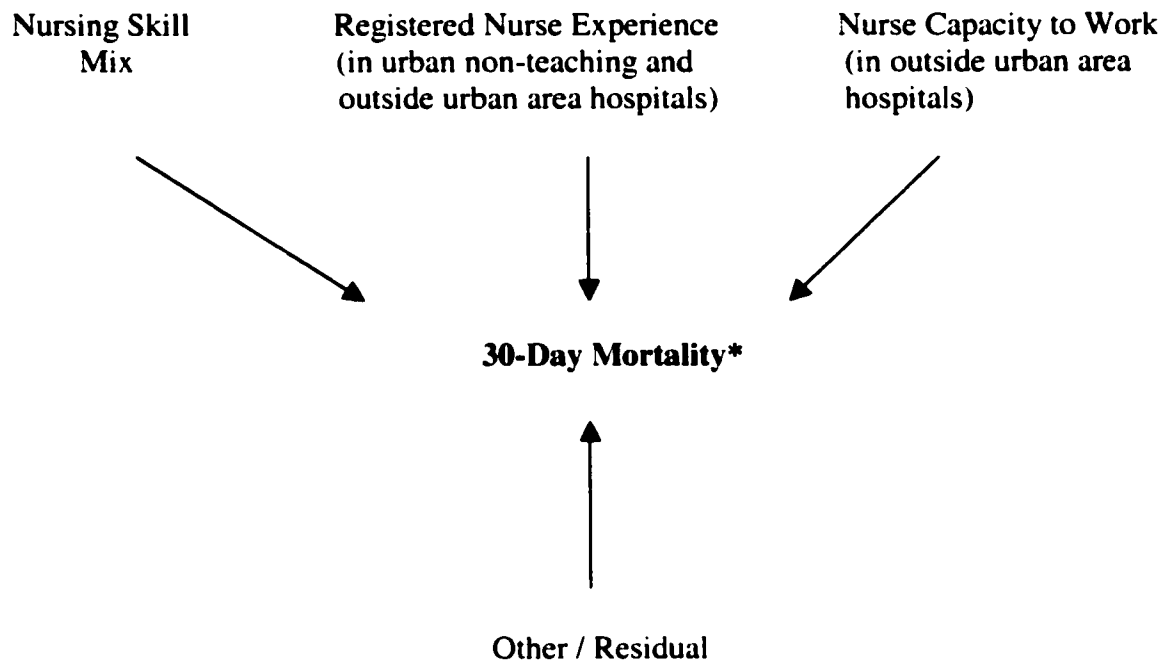 Nursing Skill
Mix
Registered Nurse Experience
(in urban non-teaching and
outside urban area hospitals)
Nurse Capacity to Work
(in outside urban area
hospitals)
30-Day Mortality*
Other / Residual